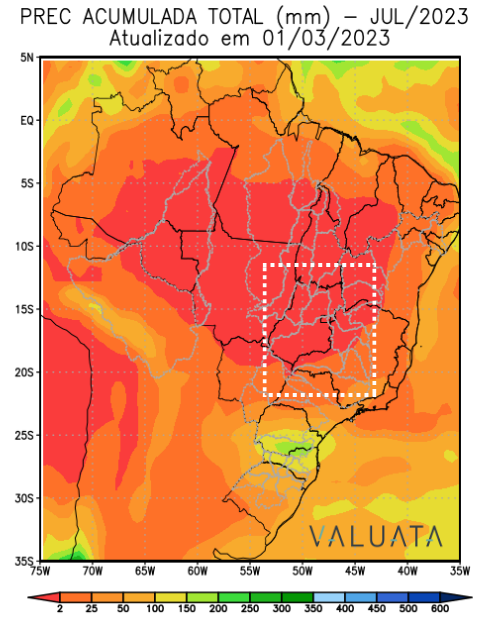 PREC ACUMULADA TOTAL (mm) – JUL/2023
Atualizado em 01/03/2023
5N
EQ
5S
10S
15S
20S
25S
30S
35S
VALUATA
75W 70W 65W 60W 55W 50W 45W 40W 35W
2 25 50 100 150 200 250 300 350 400 450 500 600